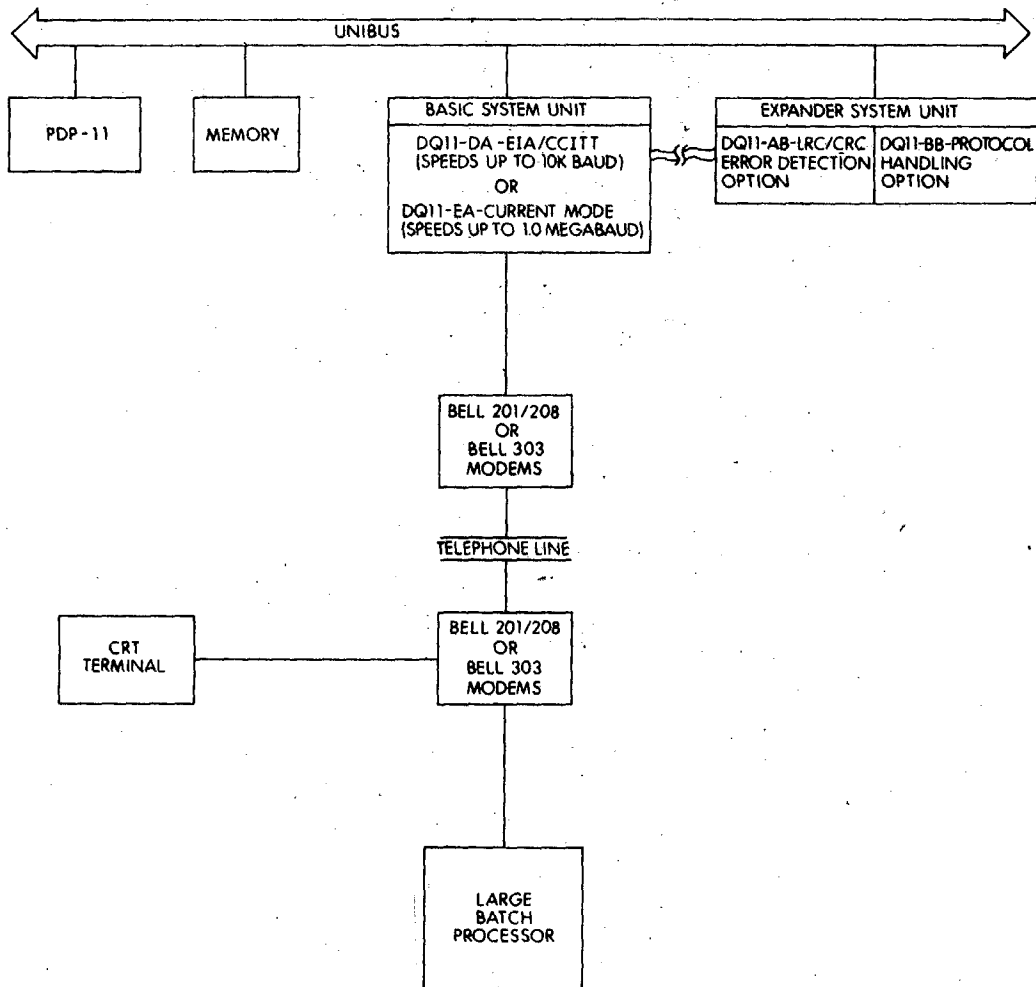 UNIBUS
PDP-11
MEMORY
BASIC SYSTEM UNIT
DQ11-DA-EIA/CCITT
(SPEEDS UP TO 10K BAUD)
OR
DQ11-EA-CURRENT MODE
(SPEEDS UP TO 1.0 MEGABAUD)
EXPANDER SYSTEM UNIT
DQ11-AB-LRC/CRC
ERROR DETECTION
OPTION
DQ11-BB-PROTOCOL
HANDLING
OPTION
BELL 201/208
OR
BELL 303
MODEMS
TELEPHONE LINE
CRT
TERMINAL
BELL 201/208
OR
BELL 303
MODEMS
LARGE
BATCH
PROCESSOR